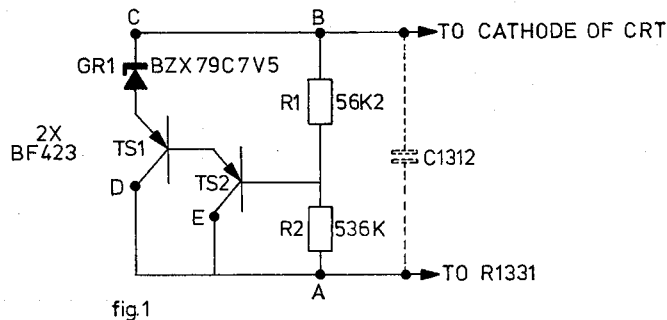 C
B
TO CATHODE OF CRT
GR1
BZX79C7V5
R1
56K2
2X
BF423
TS1
C1312
D
TS2
E
R2
536K
TO R1331
A
fig.1